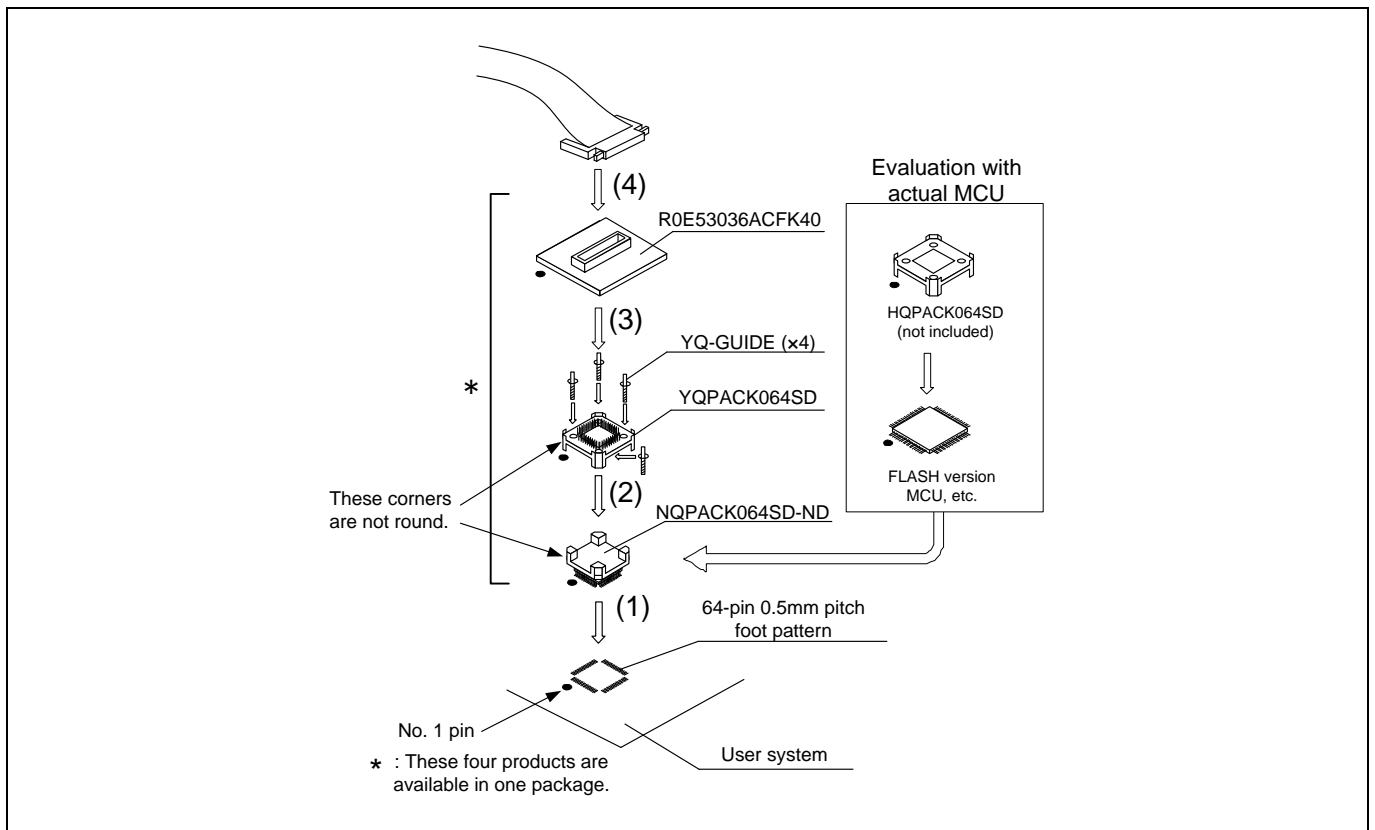 (4)
Evaluation with
actual MCU
R0E53036ACFK40
HQPACK064SD
(not included)
(3)
YQ-GUIDE (×4)
*
YQPACK064SD
FLASH version
MCU, etc.
(2)
These corners
are not round.
NQPACK064SD-ND
(1)
64-pin 0.5mm pitch
foot pattern
No. 1 pin
User system
* : These four products are
available in one package.